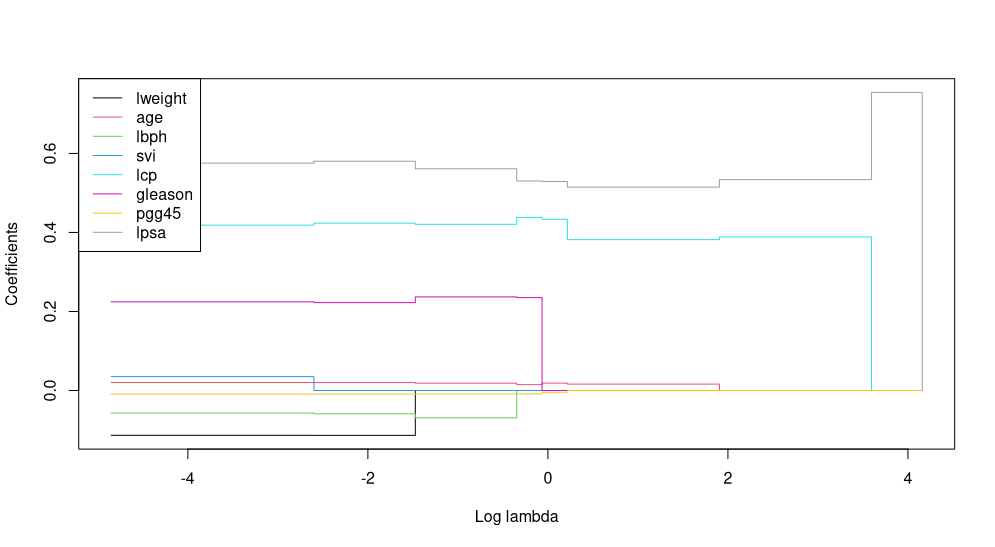 lweight
age
lbph
svi
lcp
gleason
pgg45
lpsa
0.6
0.4
0.2
0.0
Coefficients
-4 -2 0 2 4
Log lambda